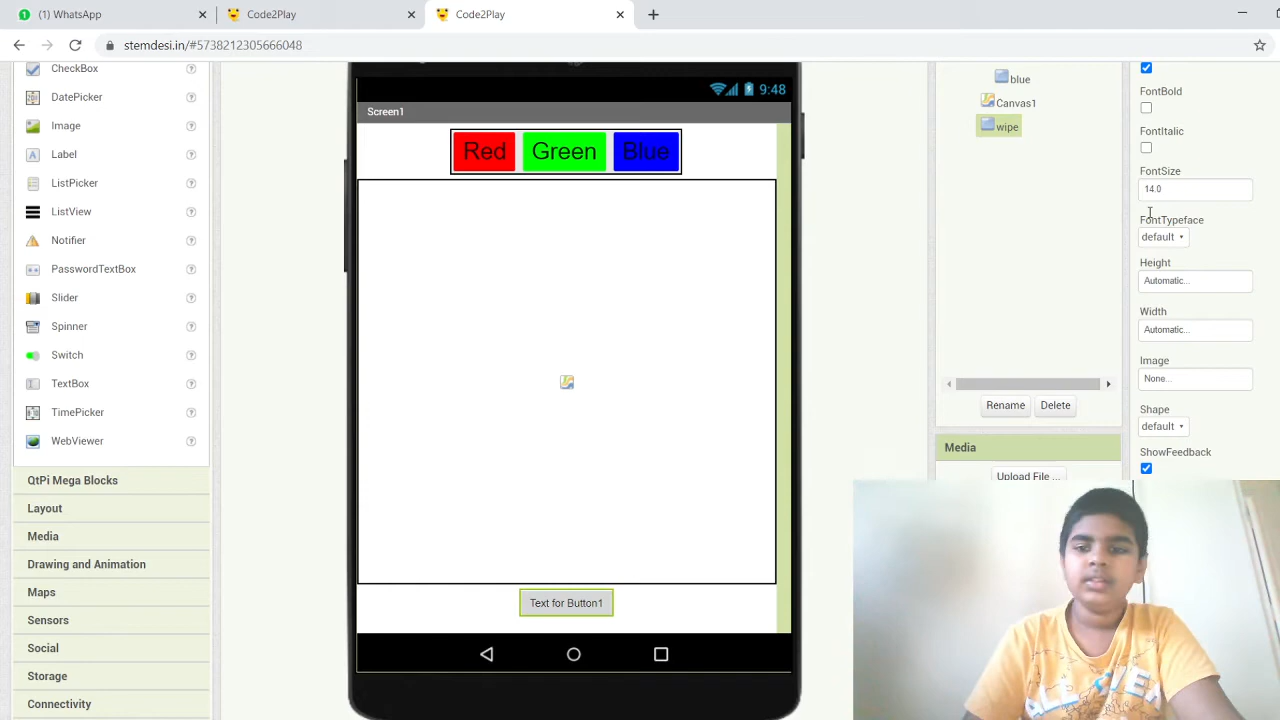 (1) WhatsApp
Code2Play
Code2Play
stemdesi.in/#5738212305666048
CheckBox
DatePicker
Image
Label
ListPicker
ListView
Notifier
PasswordTextBox
Slider
Spinner
Switch
TextBox
TimePicker
WebViewer
QtPi Mega Blocks
Layout
Media
Drawing and Animation
Maps
Sensors
Social
Storage
Connectivity
9:48
Screen1
Red Green Blue
Text for Button1
blue
Canvas1
wipe
Rename Delete
Media
Upload File ...
FontBold
FontItalic
FontSize
14.0
FontTypeface
default
Height
Automatic...
Width
Automatic...
Image
None...
Shape
default
ShowFeedback